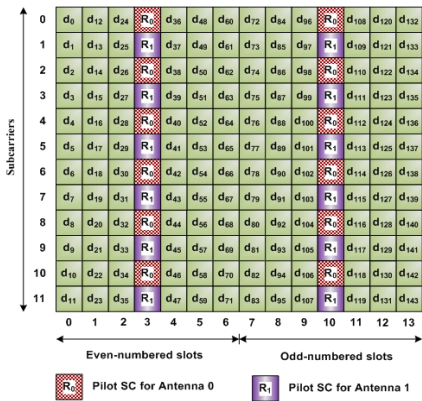 0 d0 d12 d24 R0 d36 d48 d60 d72 d84 d96 R0 d108 d120 d132
1 d1 d13 d25 R1 d37 d49 d61 d73 d85 d97 R1 d109 d121 d133
2 d2 d14 d26 R0 d38 d50 d62 d74 d86 d98 R0 d110 d122 d134
3 d3 d15 d27 R1 d39 d51 d63 d75 d87 d99 R1 d111 d123 d135
4 d4 d16 d28 R0 d40 d52 d64 d76 d88 d100 R0 d112 d124 d136
5 d5 d17 d29 R1 d41 d53 d65 d77 d89 d101 R1 d113 d125 d137
6 d6 d18 d30 R0 d42 d54 d66 d78 d90 d102 R0 d114 d126 d138
7 d7 d19 d31 R1 d43 d55 d67 d79 d91 d103 R1 d115 d127 d139
8 d8 d20 d32 R0 d44 d56 d68 d80 d92 d104 R0 d116 d128 d140
9 d9 d21 d33 R1 d45 d57 d69 d81 d93 d105 R1 d117 d129 d141
10 d10 d22 d34 R0 d46 d58 d70 d82 d94 d106 R0 d118 d130 d142
11 d11 d23 d35 R1 d47 d59 d71 d83 d95 d107 R1 d119 d131 d143
Subcarriers
0 1 2 3 4 5 6 7 8 9 10 11 12 13
Even-numbered slots Odd-numbered slots
R0 Pilot SC for Antenna 0 R1 Pilot SC for Antenna 1